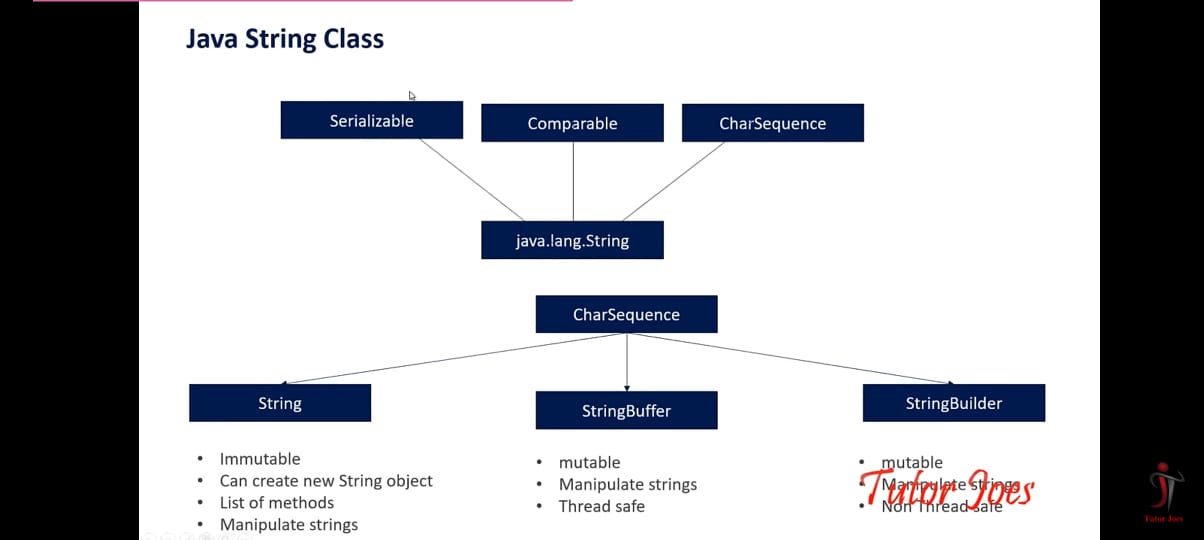 Java String Class
Serializable
Comparable
CharSequence
java.lang.String
CharSequence
String
StringBuffer
StringBuilder
• Immutable
• Can create new String object
• List of methods
• Manipulate strings
• mutable
• Manipulate strings
• Thread safe
• mutable
• Manipulate strings
• Non Thread safe
Tutor Joes
Tutor Joes